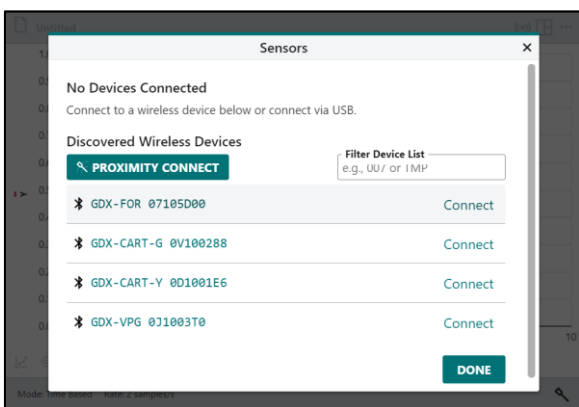 Untitled
Sensors
No Devices Connected
Connect to a wireless device below or connect via USB.
Discovered Wireless Devices
PROXIMITY CONNECT
Filter Device List
e.g., 007 or TMP
GDX-FOR 07105D00 Connect
GDX-CART-G 0V100288 Connect
GDX-CART-Y 0D1001E6 Connect
GDX-VPG 0J1003T0 Connect
DONE
10
Mode: Time Based Rate: 2 samples/s